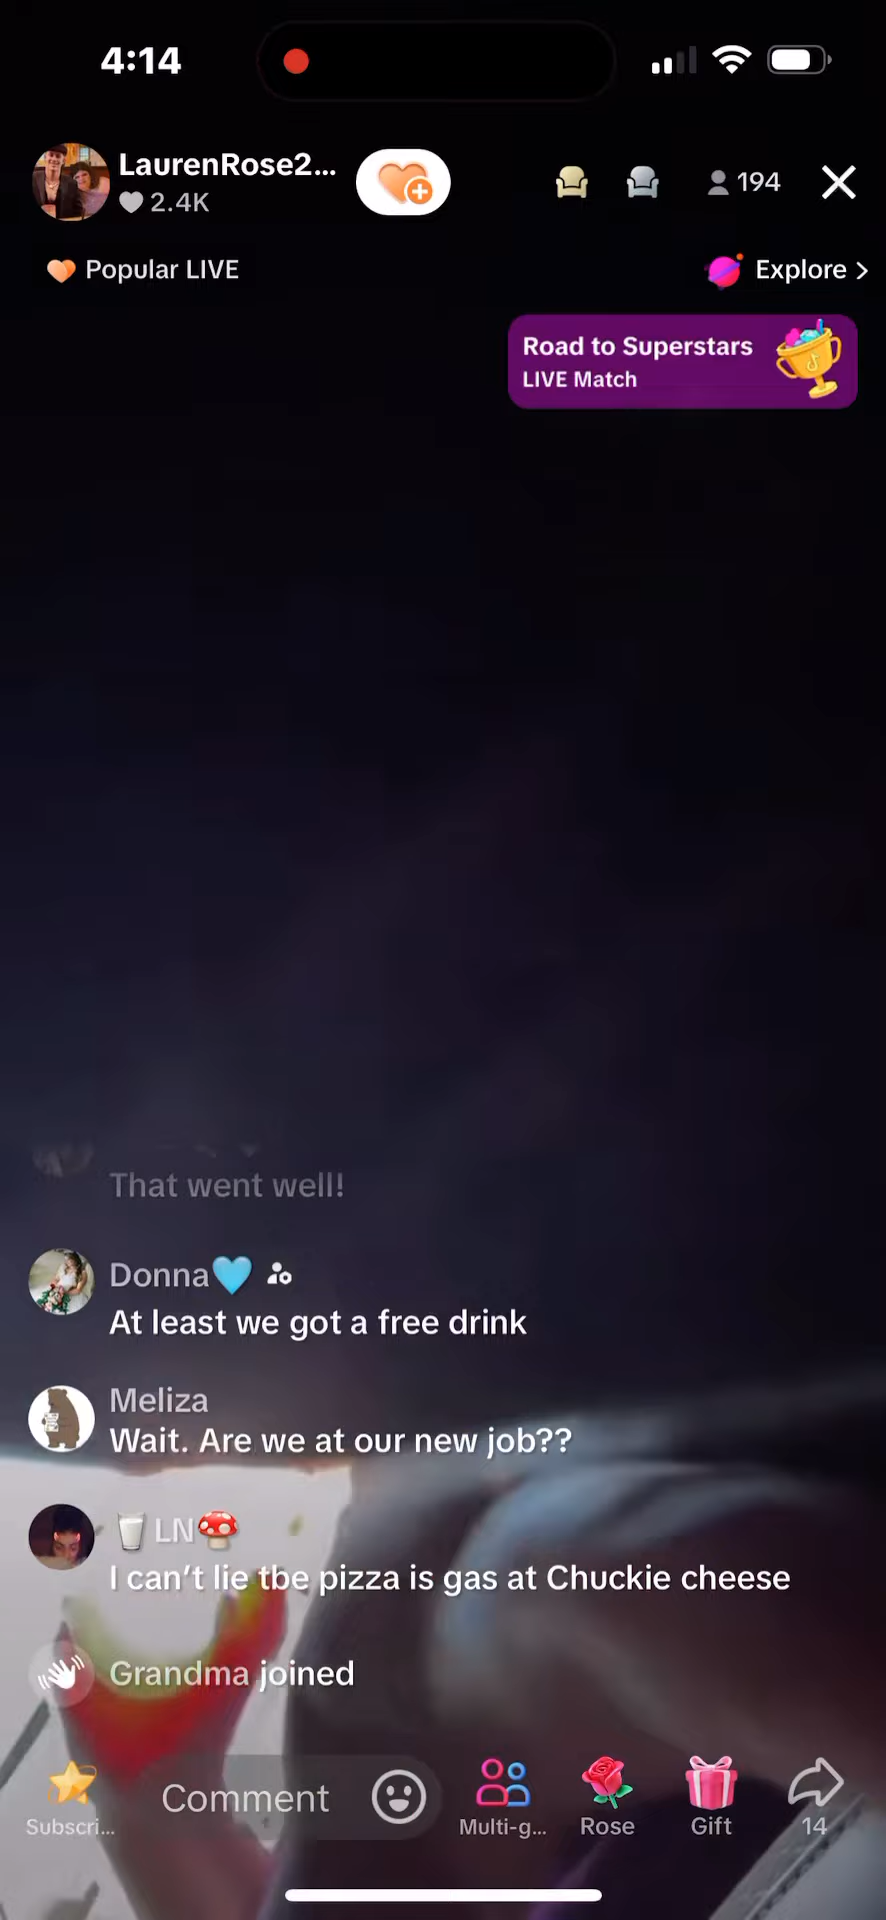 4:14
LaurenRose2...
2.4K
194
Popular LIVE
Explore >
Road to Superstars
LIVE Match
That went well!
Donna🩵
At least we got a free drink
Meliza
Wait. Are we at our new job??
🥛LN🍄
I can't lie tbe pizza is gas at Chuckie cheese
Grandma joined
Comment
Subscri...
Multi-g...
Rose
Gift
14